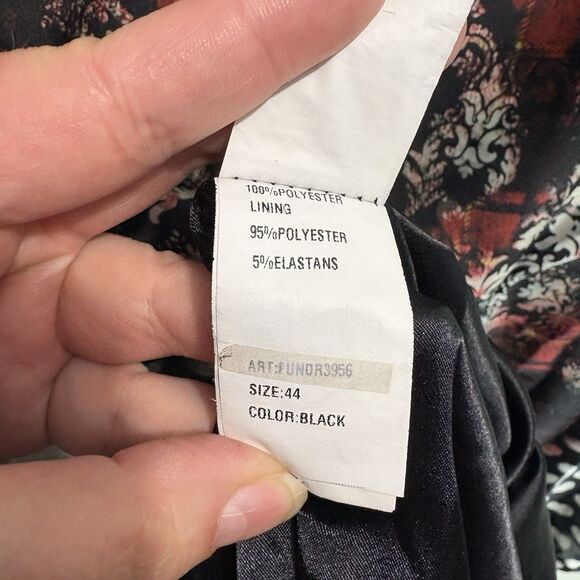 100%POLYESTER
LINING
95%POLYESTER
5%ELASTANS
ART:FUNDR3956
SIZE:44
COLOR:BLACK